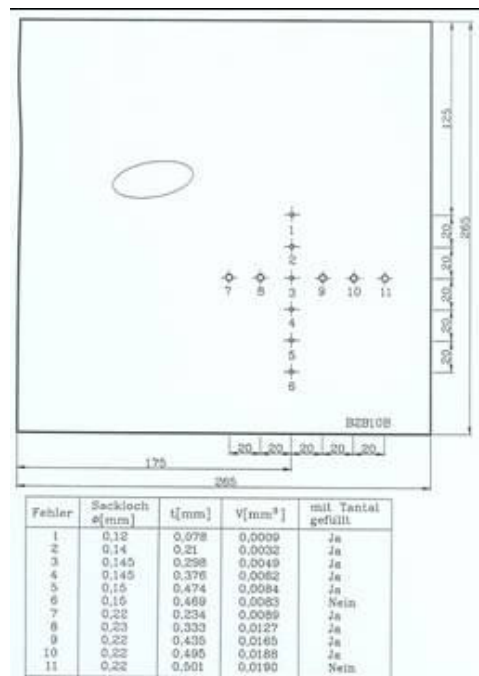 125
265
20
20
20
20
20
1
2
7 8 3 9 10 11
4
5
6
BZB10B
20 20 20 20 20
175
265
Fehler Sackloch ø[mm] t[mm] V[mm³] mit Tantal gefüllt
1 0,12 0,078 0,0009 Ja
2 0,14 0,21 0,0032 Ja
3 0,145 0,298 0,0049 Ja
4 0,145 0,376 0,0062 Ja
5 0,15 0,474 0,0084 Ja
6 0,15 0,469 0,0083 Nein
7 0,22 0,234 0,0089 Ja
8 0,23 0,333 0,0127 Ja
9 0,22 0,435 0,0165 Ja
10 0,22 0,495 0,0188 Ja
11 0,22 0,501 0,0190 Nein